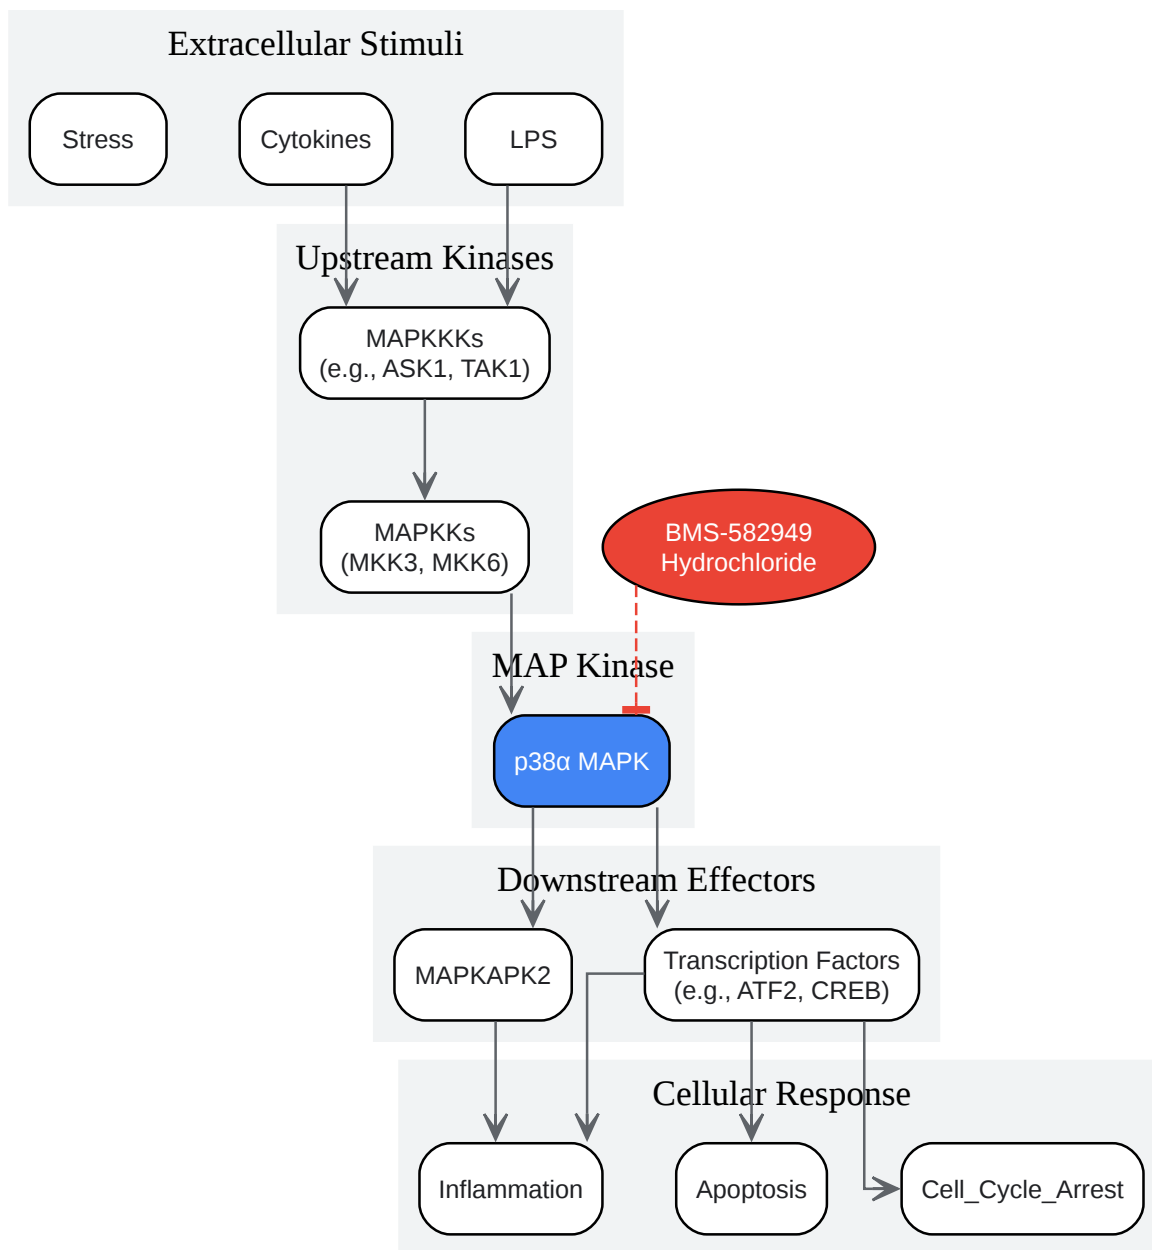 Extracellular Stimuli
Stress
Cytokines
LPS
Upstream Kinases
MAPKKKs
(e.g., ASK1, TAK1)
MAPKKs
(MKK3, MKK6)
BMS-582949
Hydrochloride
MAP Kinase
p38α MAPK
Downstream Effectors
MAPKAPK2
Transcription Factors
(e.g., ATF2, CREB)
Cellular Response
Inflammation
Apoptosis
Cell_Cycle_Arrest